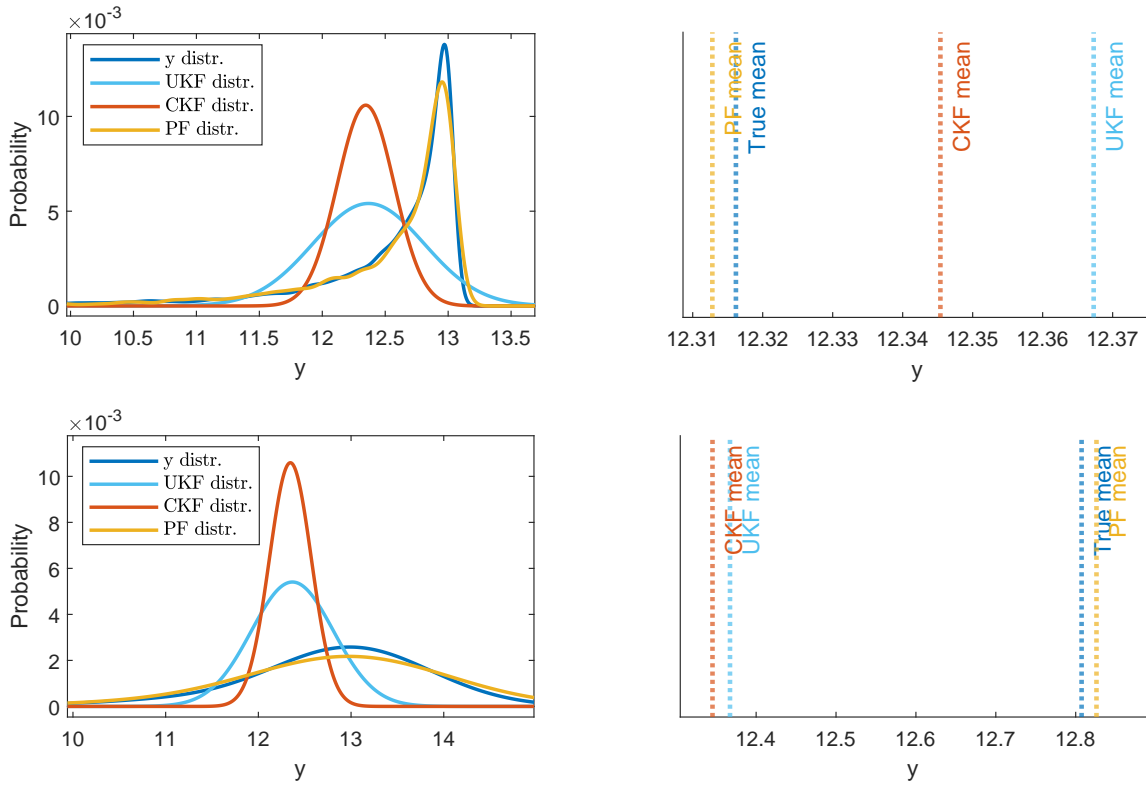 ×10⁻³
y distr.
UKF distr.
CKF distr.
PF distr.
Probability
10
5
0
10 10.5 11 11.5 12 12.5 13 13.5
y
PF mean
True mean
CKF mean
UKF mean
12.31 12.32 12.33 12.34 12.35 12.36 12.37
y
×10⁻³
y distr.
UKF distr.
CKF distr.
PF distr.
Probability
10
8
6
4
2
0
10 11 12 13 14
y
CKF mean
UKF mean
True mean
PF mean
12.4 12.5 12.6 12.7 12.8
y